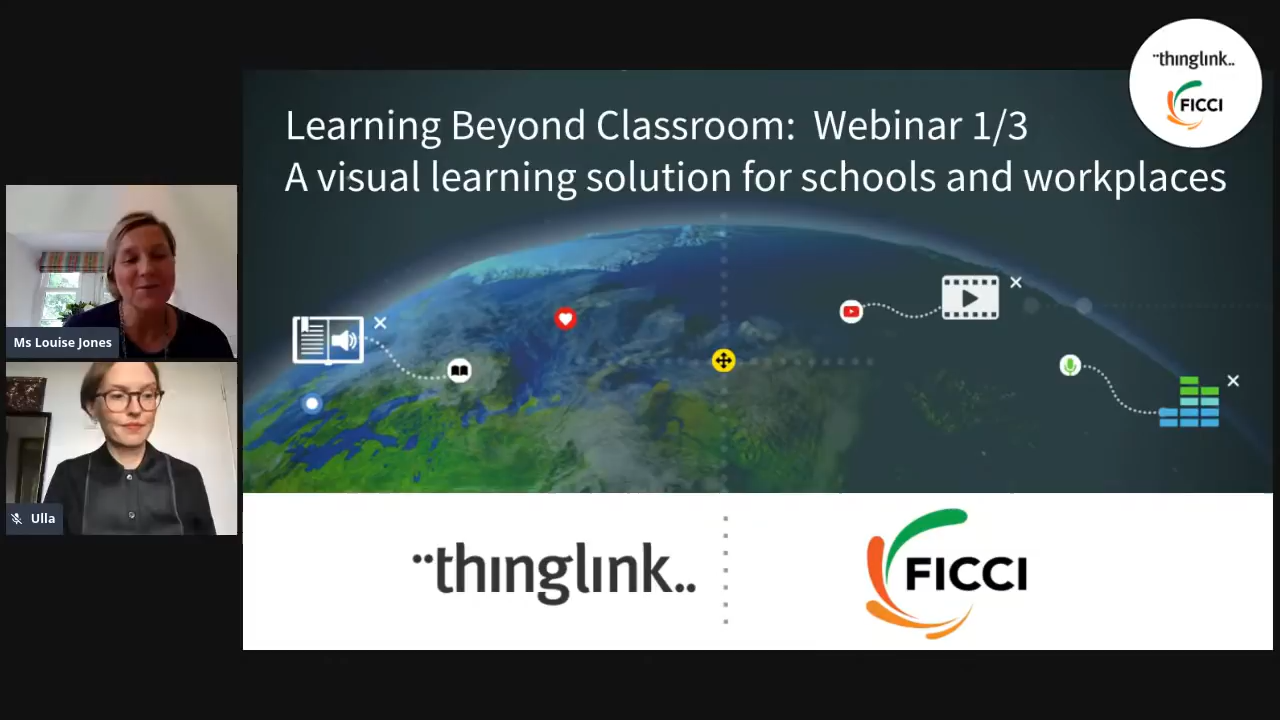 ¨thinglink..
FICCI
Learning Beyond Classroom: Webinar 1/3
A visual learning solution for schools and workplaces
Ms Louise Jones
Ulla
¨thinglink..
FICCI